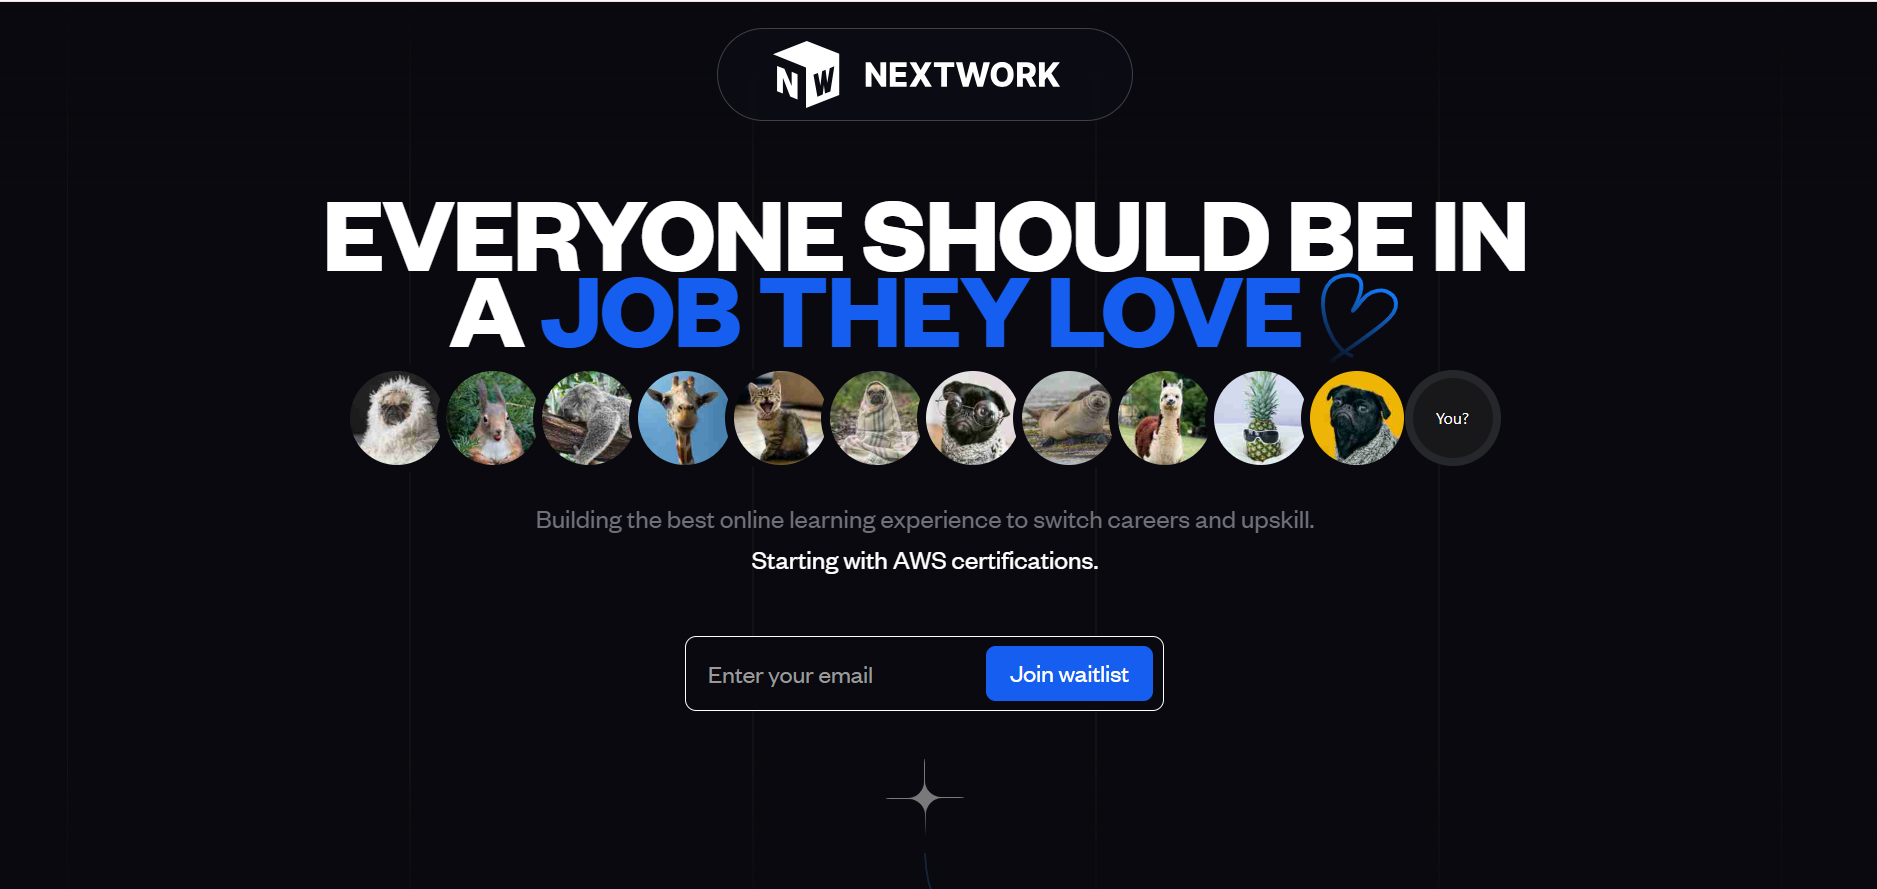 NW NEXTWORK
EVERYONE SHOULD BE IN
A JOB THEY LOVE
You?
Building the best online learning experience to switch careers and upskill.
Starting with AWS certifications.
Enter your email
Join waitlist